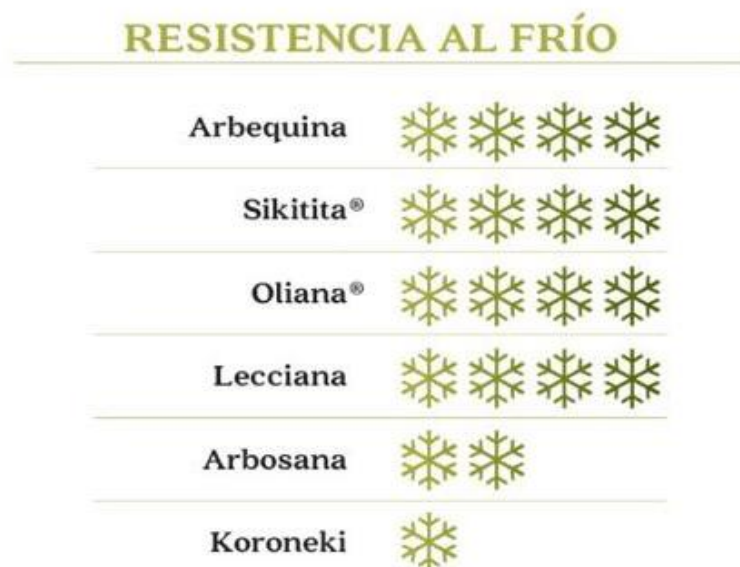 RESISTENCIA AL FRÍO
Arbequina
Sikitita®
Oliana®
Lecciana
Arbosana
Koroneki